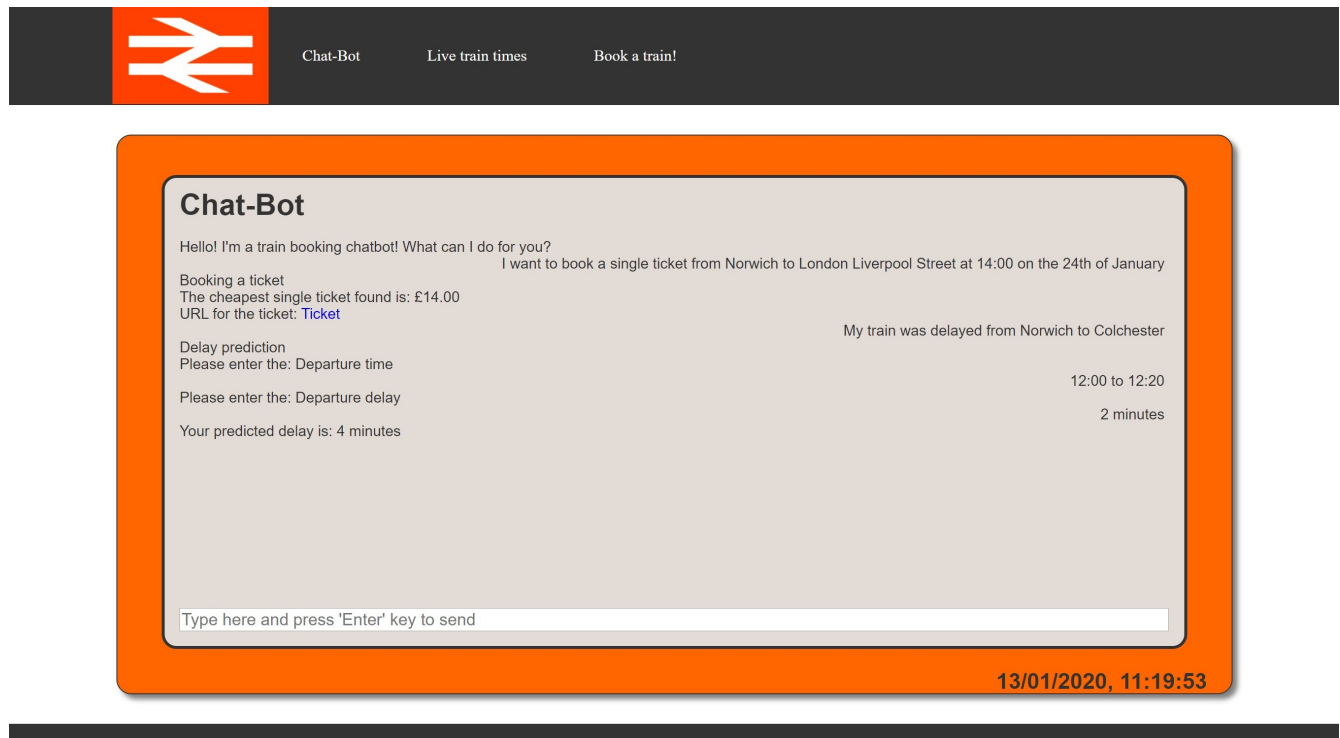 Chat-Bot
Live train times
Book a train!
Chat-Bot
Hello! I'm a train booking chatbot! What can I do for you?
I want to book a single ticket from Norwich to London Liverpool Street at 14:00 on the 24th of January
Booking a ticket
The cheapest single ticket found is: £14.00
URL for the ticket: Ticket
My train was delayed from Norwich to Colchester
Delay prediction
Please enter the: Departure time
12:00 to 12:20
Please enter the: Departure delay
2 minutes
Your predicted delay is: 4 minutes
Type here and press 'Enter' key to send
13/01/2020, 11:19:53